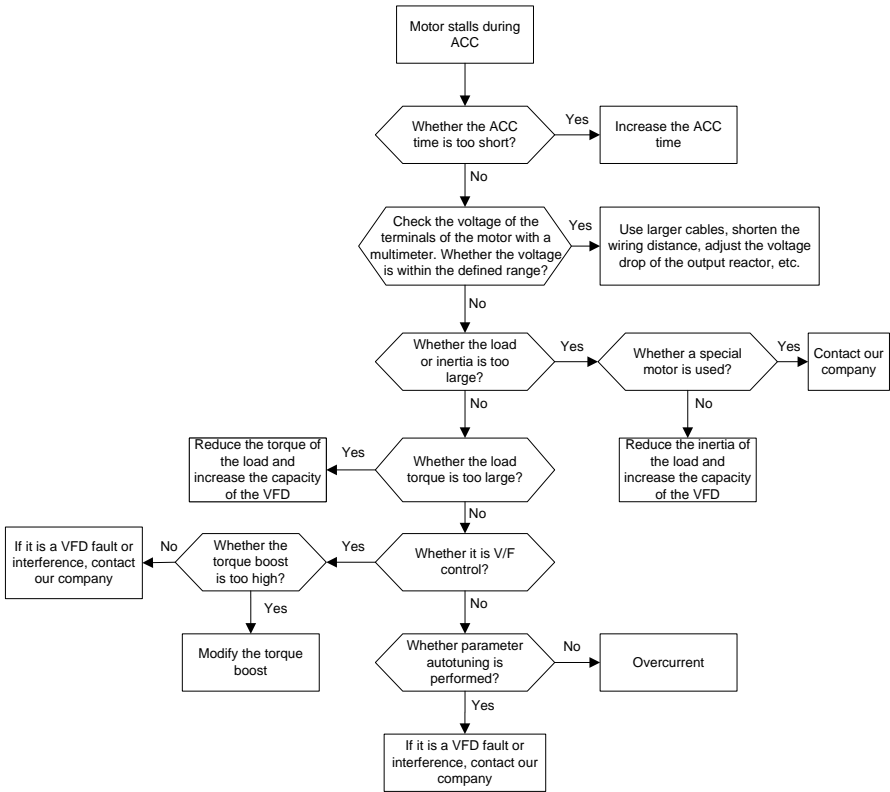 Motor stalls during
ACC
Whether the ACC
time is too short?
Yes
Increase the ACC
time
No
Check the voltage of the
terminals of the motor with a
multimeter. Whether the voltage
is within the defined range?
Yes
Use larger cables, shorten the
wiring distance, adjust the voltage
drop of the output reactor, etc.
No
Whether the load
or inertia is too
large?
Yes
Whether a special
motor is used?
Yes
Contact our
company
No
No
Reduce the torque of
the load and
increase the capacity
of the VFD
Yes
Whether the load
torque is too large?
Reduce the inertia of
the load and
increase the capacity
of the VFD
No
If it is a VFD fault or
interference, contact
our company
No
Whether the
torque boost
is too high?
Yes
Whether it is V/F
control?
Yes
No
Modify the torque
boost
Whether parameter
autotuning is
performed?
No
Overcurrent
Yes
If it is a VFD fault or
interference, contact our
company